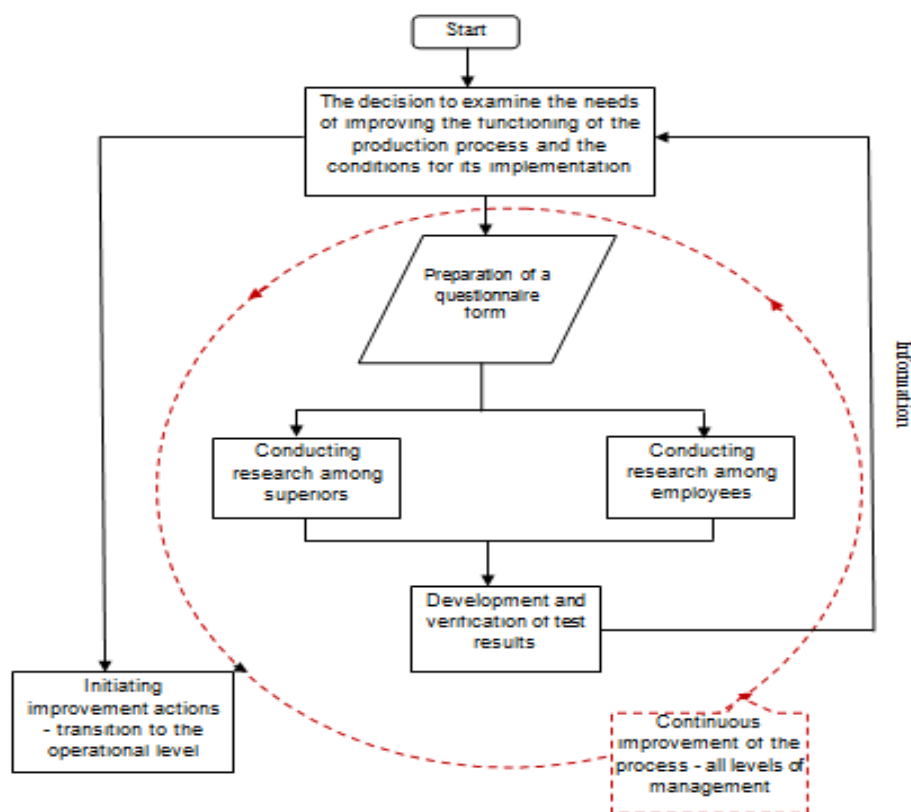 Start
The decision to examine the needs
of improving the functioning of the
production process and the
conditions for its implementation
Preparation of a
questionnaire
form
Information
Conducting
research among
superiors
Conducting
research among
employees
Development and
verification of test
results
Initiating
improvement actions
- transition to the
operational level
Continuous
improvement of the
process - all levels of
management